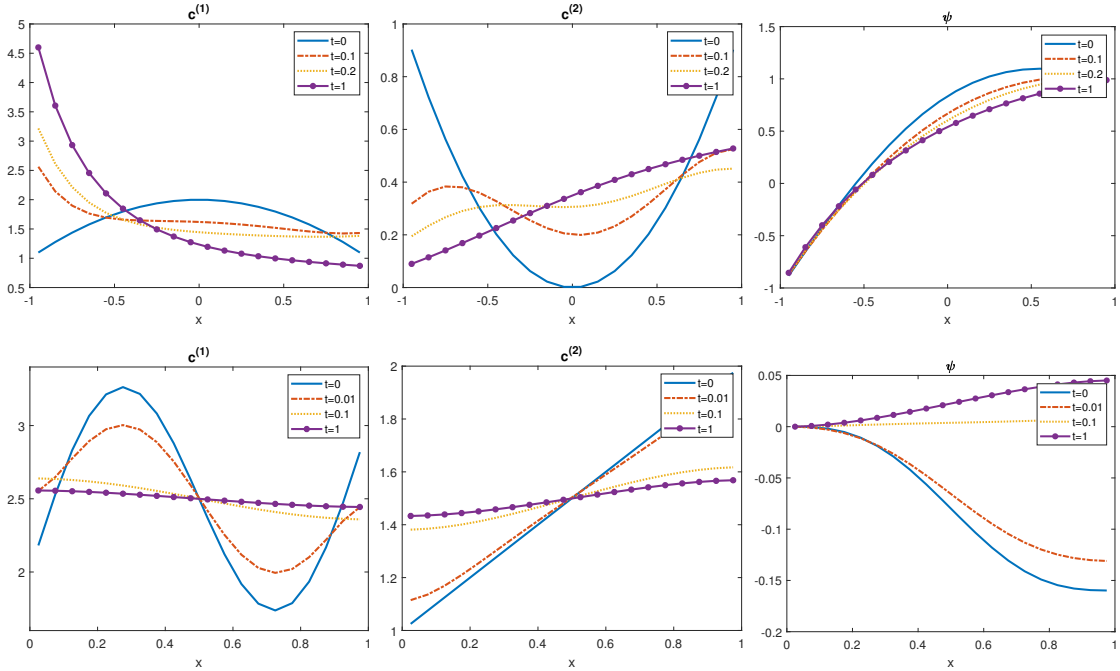 c(1)
5
4.5
4
3.5
3
2.5
2
1.5
1
0.5
-1
-0.5
0
0.5
1
x
t=0
t=0.1
t=0.2
t=1
c(2)
1
0.8
0.6
0.4
0.2
0
-1
-0.5
0
0.5
1
x
t=0
t=0.1
t=0.2
t=1
ψ
1.5
1
0.5
0
-0.5
-1
-1
-0.5
0
0.5
1
x
t=0
t=0.1
t=0.2
t=1
c(1)
3
2.5
2
0
0.2
0.4
0.6
0.8
1
x
t=0
t=0.01
t=0.1
t=1
c(2)
2
1.8
1.6
1.4
1.2
1
0
0.2
0.4
0.6
0.8
1
x
t=0
t=0.01
t=0.1
t=1
ψ
0.05
0
-0.05
-0.1
-0.15
-0.2
0
0.2
0.4
0.6
0.8
1
x
t=0
t=0.01
t=0.1
t=1